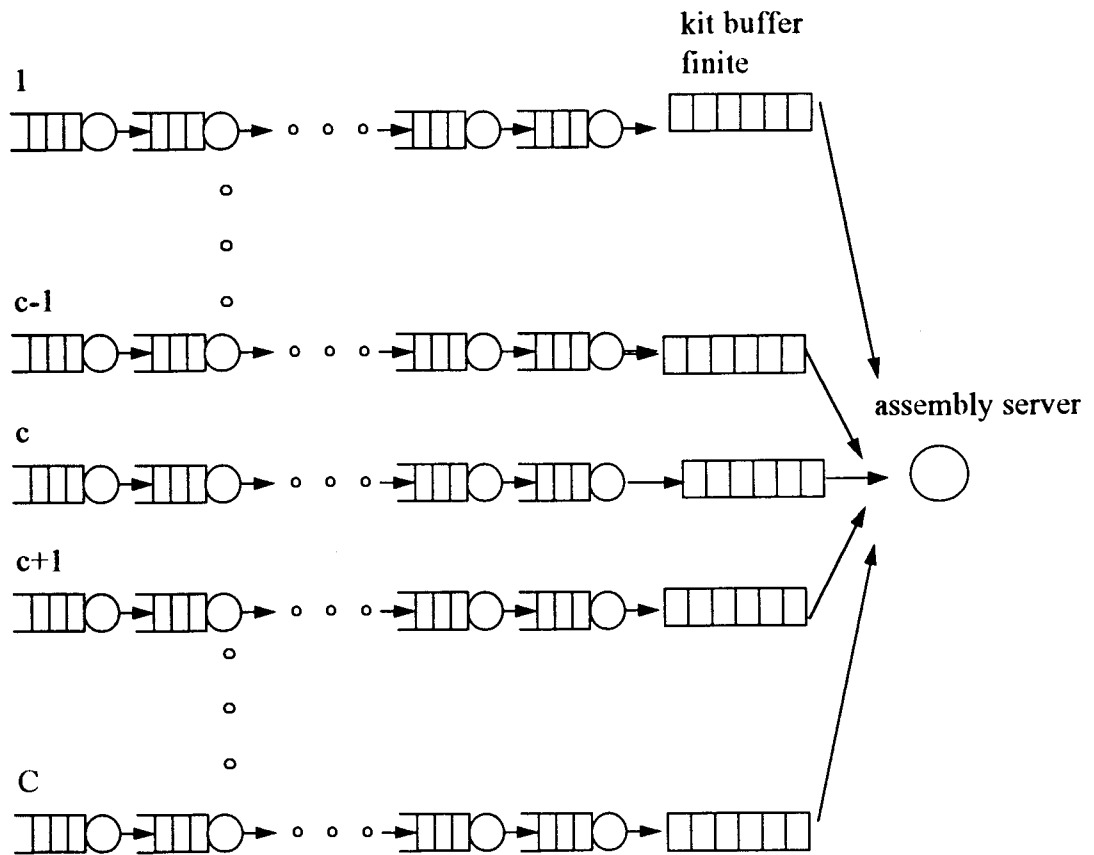 kit buffer
finite
1
c-1
assembly server
c
c+1
C